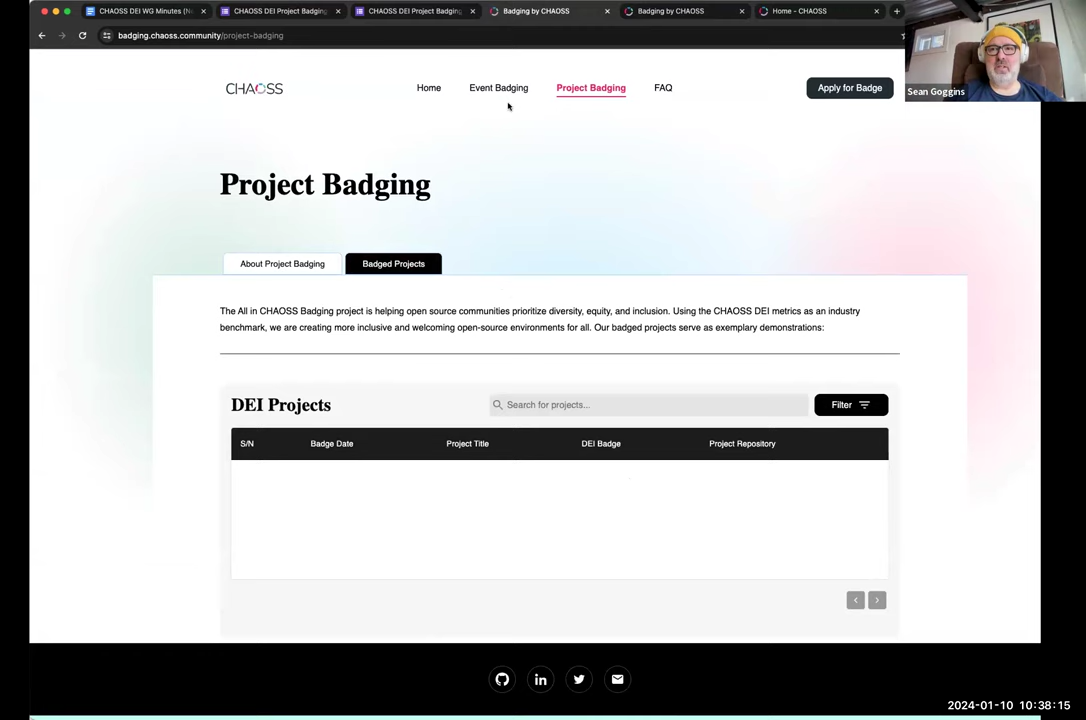 CHAOSS DEI WG Minutes (N
CHAOSS DEI Project Badging
CHAOSS DEI Project Badging
Badging by CHAOSS
Badging by CHAOSS
Home - CHAOSS
badging.chaoss.community/project-badging
Sean Goggins
CHAOSS
Home
Event Badging
Project Badging
FAQ
Apply for Badge
Project Badging
About Project Badging
Badged Projects
The All in CHAOSS Badging project is helping open source communities prioritize diversity, equity, and inclusion. Using the CHAOSS DEI metrics as an industry
benchmark, we are creating more inclusive and welcoming open-source environments for all. Our badged projects serve as exemplary demonstrations:
DEI Projects
Search for projects...
Filter
S/N
Badge Date
Project Title
DEI Badge
Project Repository
2024-01-10 10:38:15